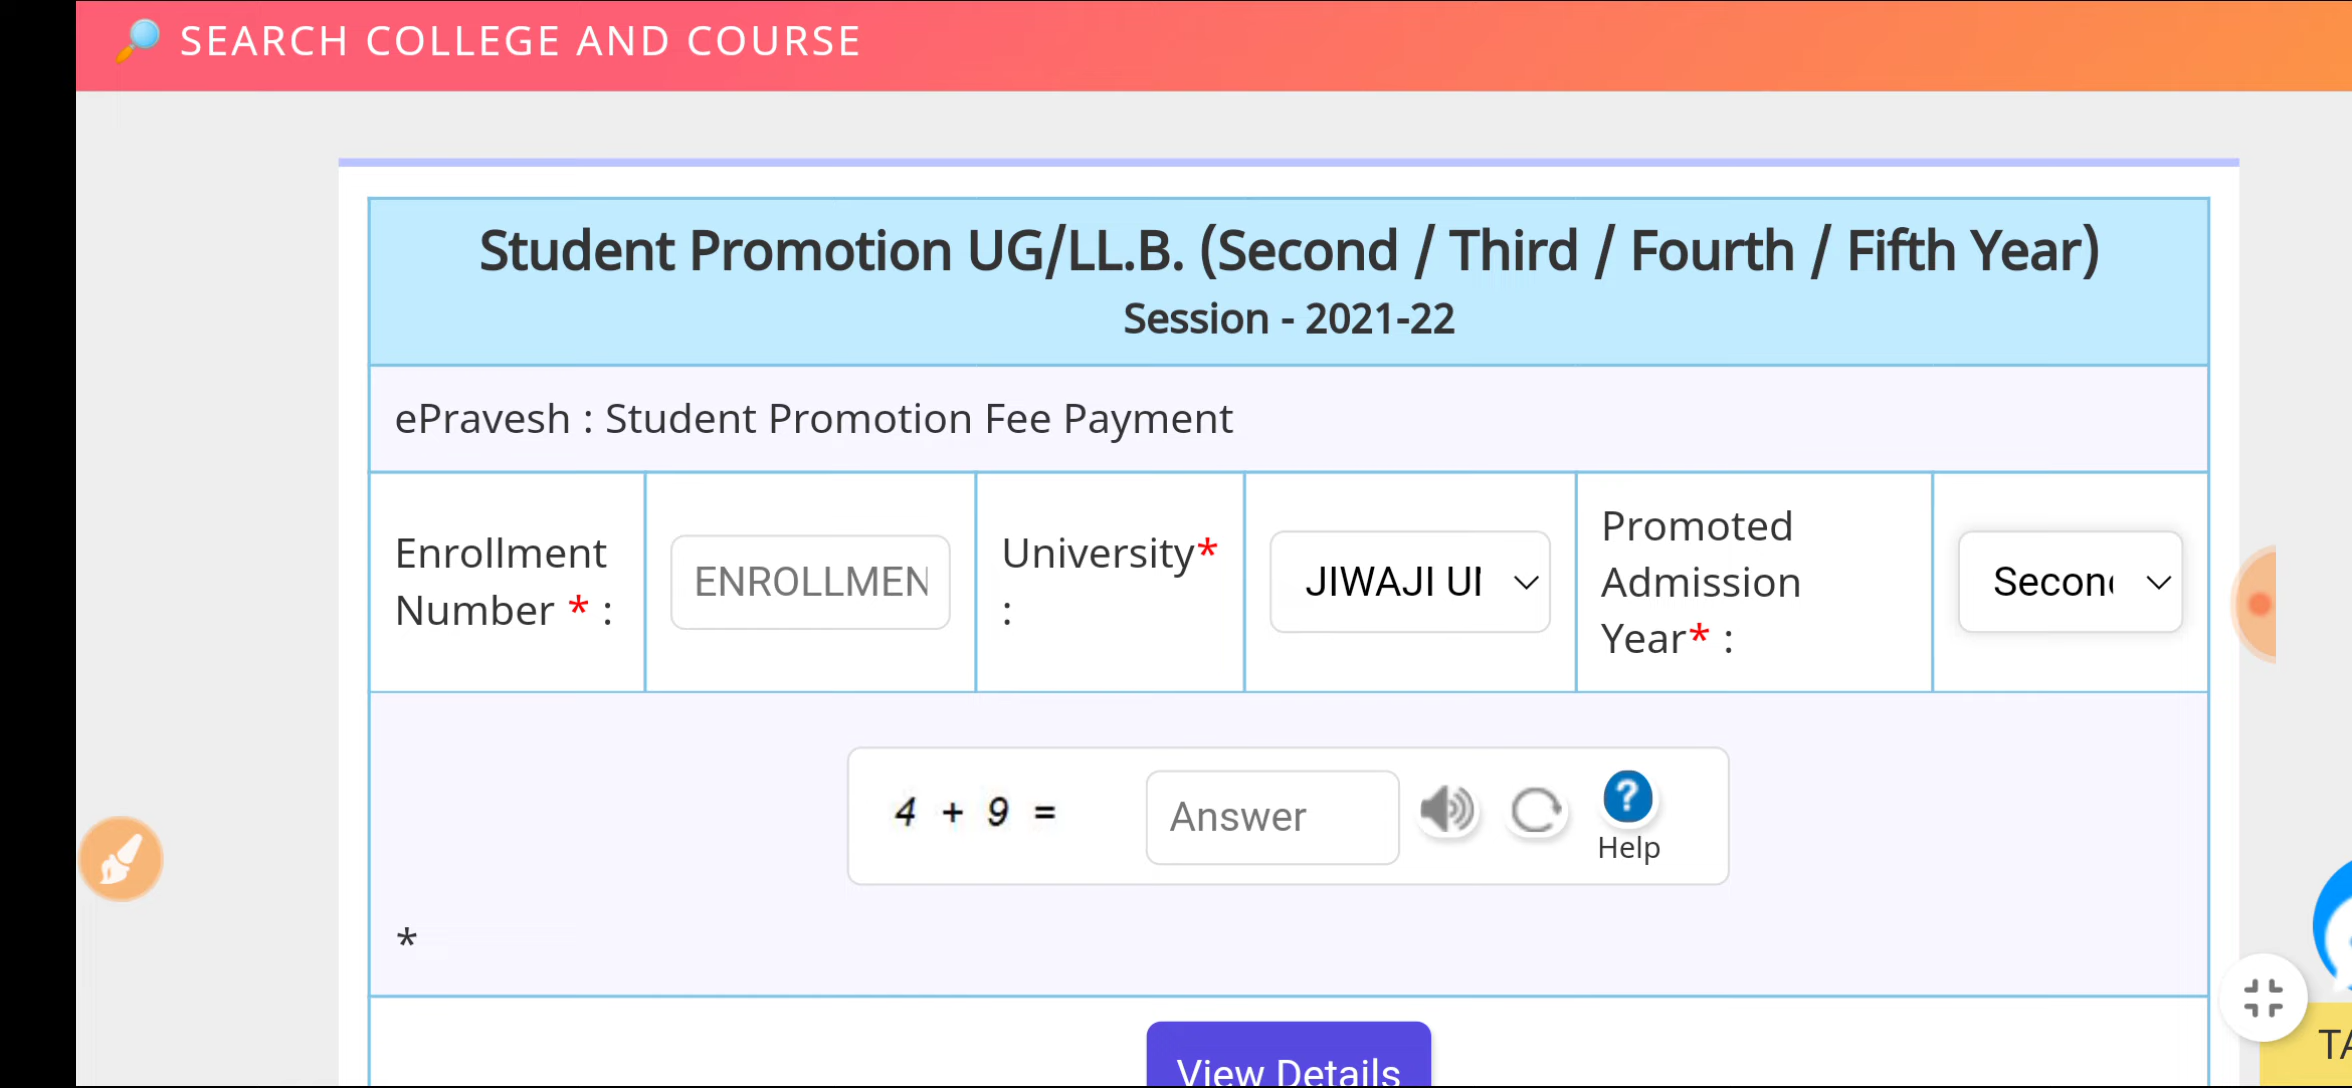 SEARCH COLLEGE AND COURSE
Student Promotion UG/LL.B. (Second / Third / Fourth / Fifth Year)
Session - 2021-22
ePravesh : Student Promotion Fee Payment
Enrollment
Number * :
ENROLLMEN
University*
:
JIWAJI UI
Promoted
Admission
Year* :
Secon
4 + 9 =
Answer
?
Help
*
View Details
TA